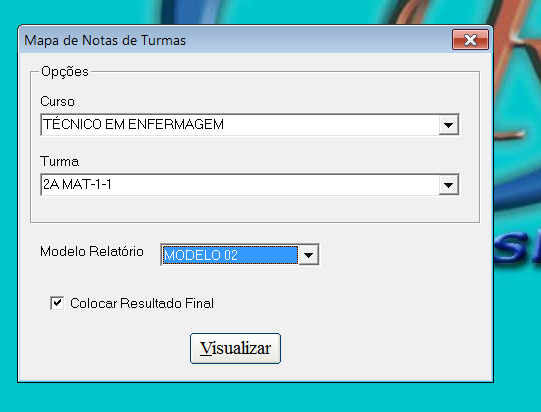 Mapa de Notas de Turmas
Opções
Curso
TÉCNICO EM ENFERMAGEM
Turma
2A MAT-1-1
Modelo Relatório
MODELO 02
Colocar Resultado Final
Visualizar